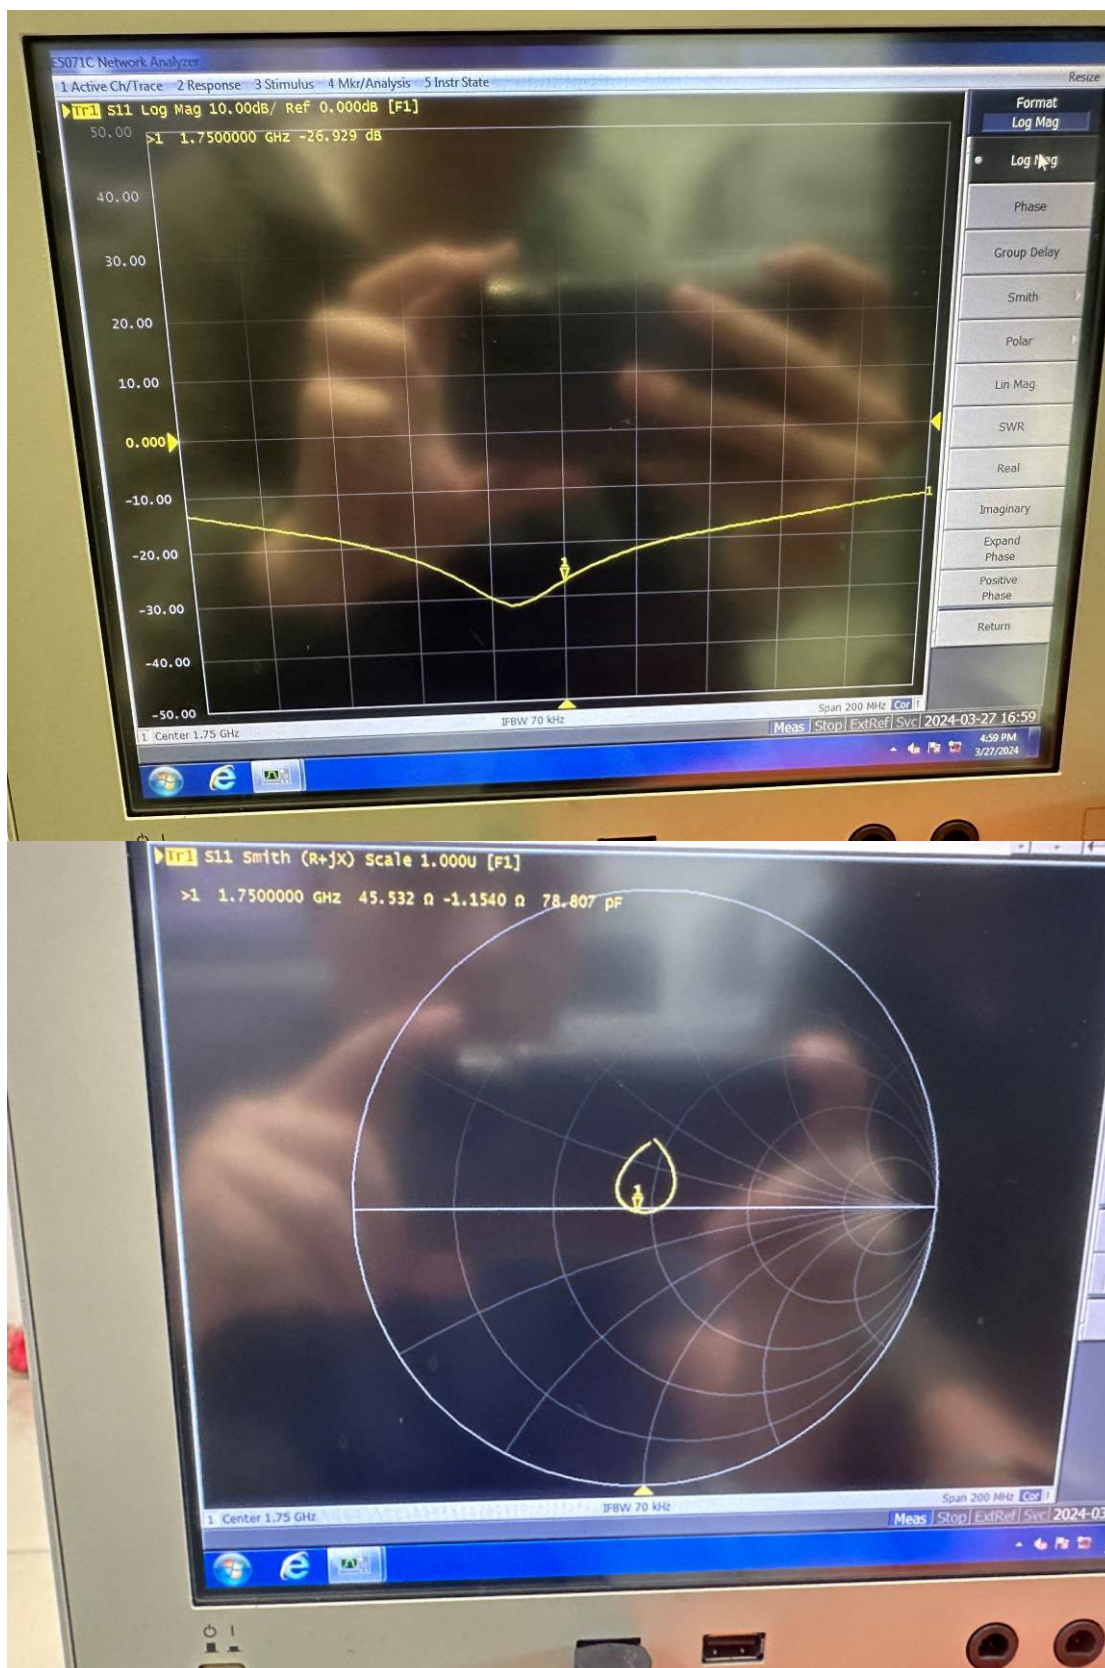 E5071C Network Analyzer
1 Active Ch/Trace 2 Response 3 Stimulus 4 Mkr/Analysis 5 Instr State
Resize
Tr1 S11 Log Mag 10.00dB/ Ref 0.000dB [F1]
>1 1.7500000 GHz -26.929 dB
50.00
40.00
30.00
20.00
10.00
0.000
-10.00
-20.00
-30.00
-40.00
-50.00
1
1
Format
Log Mag
Log Mag
Phase
Group Delay
Smith
Polar
Lin Mag
SWR
Real
Imaginary
Expand
Phase
Positive
Phase
Return
1 Center 1.75 GHz
IFBW 70 kHz
Span 200 MHz Cor !
Meas Stop ExtRef Svc 2024-03-27 16:59
4:59 PM
3/27/2024
Tr1 S11 Smith (R+jX) Scale 1.000U [F1]
>1 1.7500000 GHz 45.532 Ω -1.1540 Ω 78.807 pF
1
1 Center 1.75 GHz
IFBW 70 kHz
Span 200 MHz Cor !
Meas Stop ExtRef Svc 2024-03